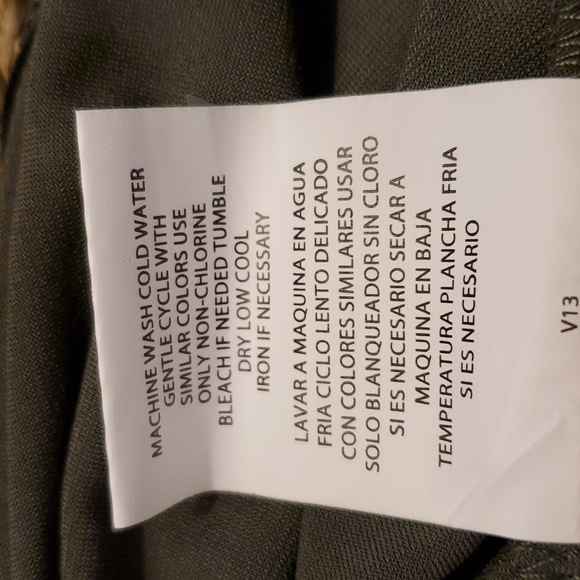 MACHINE WASH COLD WATER
GENTLE CYCLE WITH
SIMILAR COLORS USE
ONLY NON-CHLORINE
BLEACH IF NEEDED TUMBLE
DRY LOW COOL
IRON IF NECESSARY
LAVAR A MAQUINA EN AGUA
FRIA CICLO LENTO DELICADO
CON COLORES SIMILARES USAR
SOLO BLANQUEADOR SIN CLORO
SI ES NECESARIO SECAR A
MAQUINA EN BAJA
TEMPERATURA PLANCHA FRIA
SI ES NECESARIO
V13